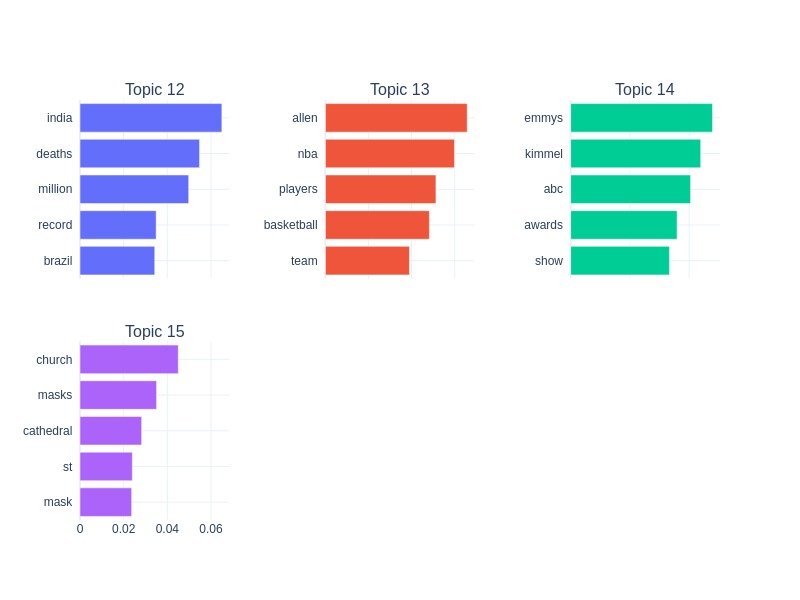 Topic 12
india
deaths
million
record
brazil
Topic 13
allen
nba
players
basketball
team
Topic 14
emmys
kimmel
abc
awards
show
Topic 15
church
masks
cathedral
st
mask
0 0.02 0.04 0.06